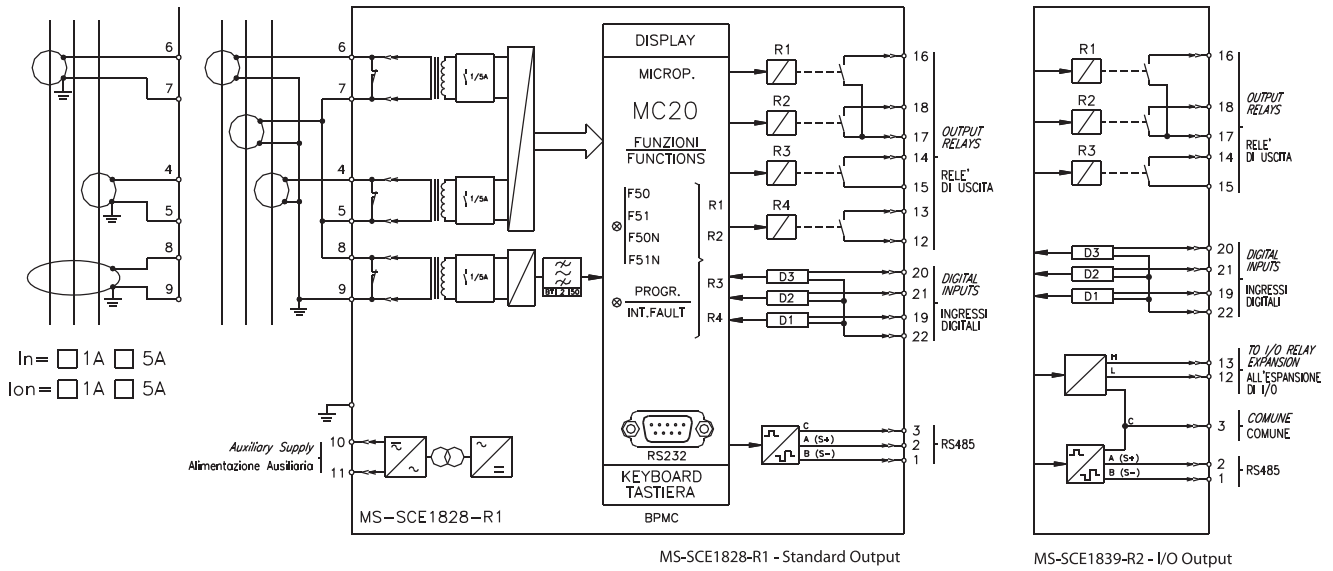 6
7
4
5
8
9
In= 1A 5A
Ion= 1A 5A
6
7
4
5
8
9
1/5A
1/5A
1/5A
DISPLAY
MICROP.
MC20
FUNZIONI
FUNCTIONS
F50
F51
F50N
F51N
PROGR.
INT.FAULT
R1
R2
R3
R4
RS232
KEYBOARD
TASTIERA
BPMC
R1
R2
R3
R4
D3
D2
D1
16
18
17
14
15
13
12
OUTPUT
RELAYS
RELE'
DI USCITA
20
21
19
22
DIGITAL
INPUTS
INGRESSI
DIGITALI
C
A (S+)
B (S-)
3
2
1
RS485
Auxiliary Supply
Alimentazione Ausiliaria
10
11
MS-SCE1828-R1
MS-SCE1828-R1 - Standard Output
R1
R2
R3
16
18
17
14
15
OUTPUT
RELAYS
RELE'
DI USCITA
D3
D2
D1
20
21
19
22
DIGITAL
INPUTS
INGRESSI
DIGITALI
M
L
13
12
TO I/O RELAY
EXPANSION
ALL'ESPANSIONE
DI I/O
C
3
COMUNE
COMUNE
A (S+)
B (S-)
2
1
RS485
MS-SCE1839-R2 - I/O Output